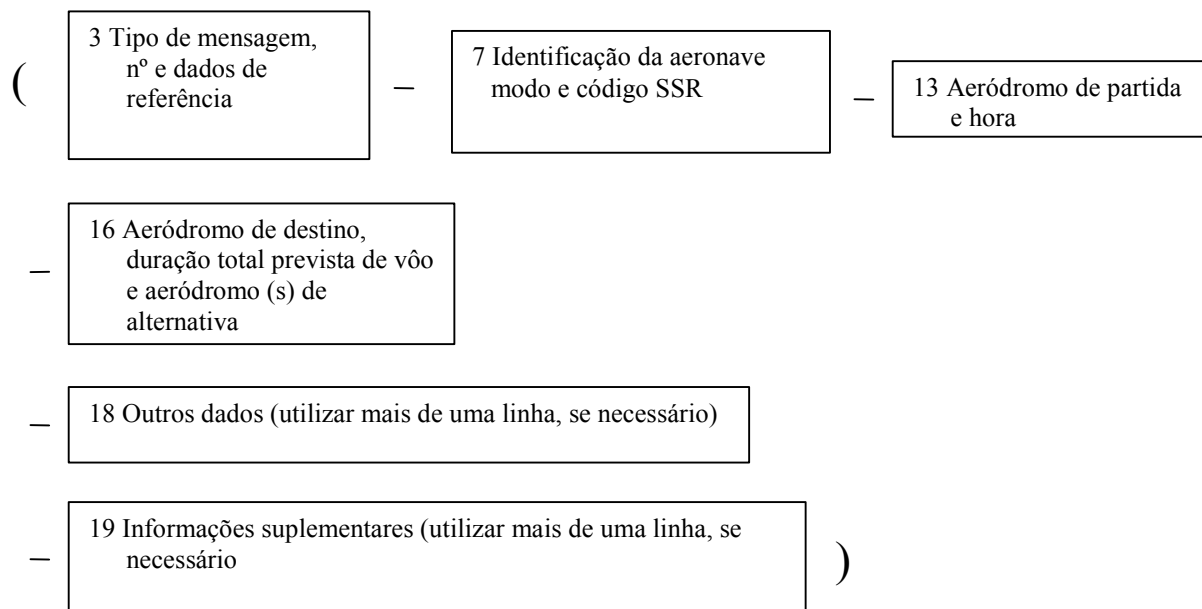 (
3 Tipo de mensagem,
nº e dados de
referência
–
7 Identificação da aeronave
modo e código SSR
–
13 Aeródromo de partida
e hora
–
16 Aeródromo de destino,
duração total prevista de vôo
e aeródromo (s) de
alternativa
–
18 Outros dados (utilizar mais de uma linha, se necessário)
–
19 Informações suplementares (utilizar mais de uma linha, se
necessário
)